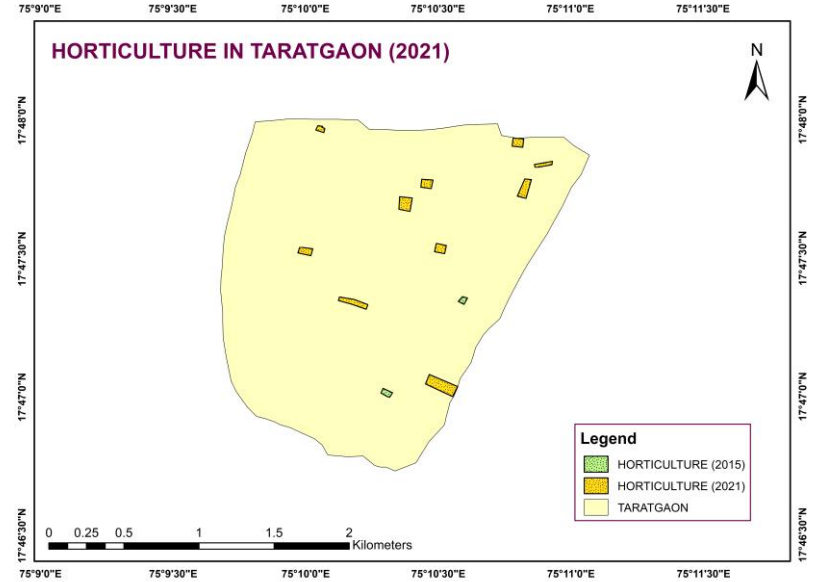 75°9'0"E 75°9'30"E 75°10'0"E 75°10'30"E 75°11'0"E 75°11'30"E
HORTICULTURE IN TARATGAON (2021)
N
17°48'0"N 17°48'0"N
17°47'30"N 17°47'30"N
17°47'0"N 17°47'0"N
Legend
HORTICULTURE (2015)
HORTICULTURE (2021)
TARATGAON
17°46'30"N 17°46'30"N
0 0.25 0.5 1 1.5 2
Kilometers
75°9'0"E 75°9'30"E 75°10'0"E 75°10'30"E 75°11'0"E 75°11'30"E